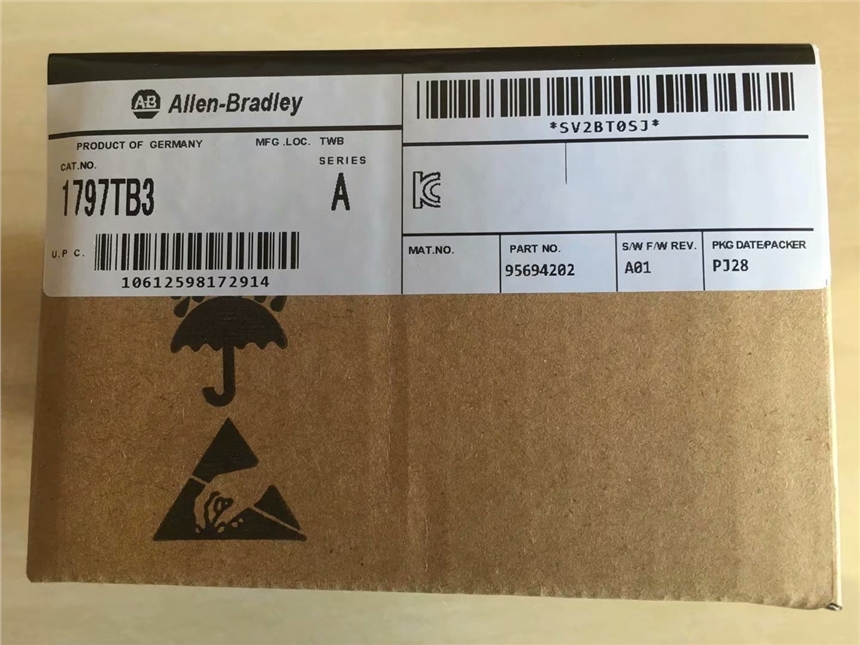 AB Allen-Bradley
PRODUCT OF GERMANY MFG .LOC. TWB
CAT.NO. SERIES
1797TB3 A
U.P C.
10612598172914
*SV2BT0SJ*
MAT.NO. PART NO. S/W F/W REV. PKG DATE/PACKER
95694202 A01 PJ28